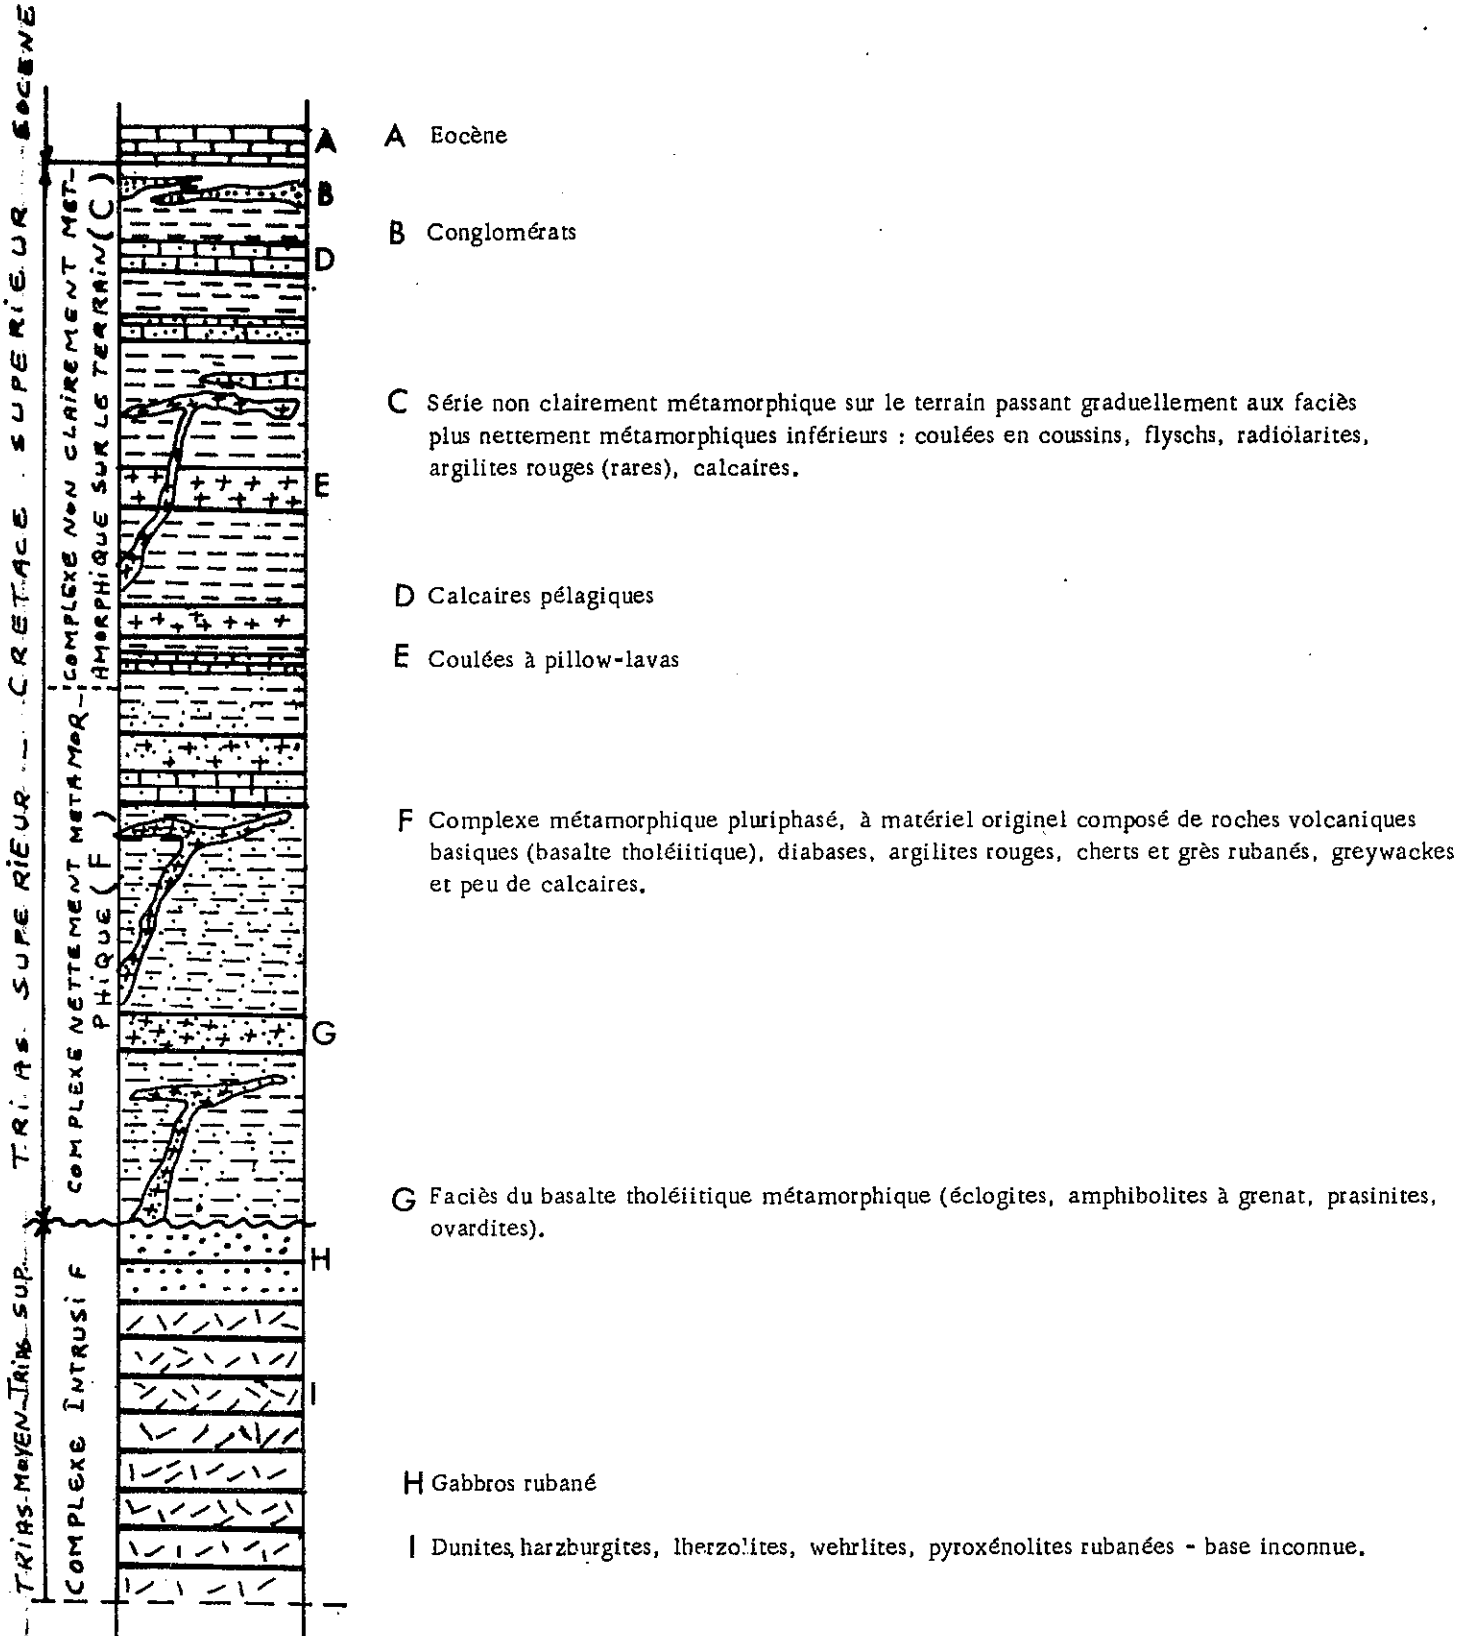 EOCENE
TRIAS SUPERIEUR - CRETACE SUPERIEUR
TRIAS-MOYEN-TRIAS SUP.
COMPLEXE NON CLAIREMENT MET-
AMORPHIQUE SUR LE TERRAIN (C)
COMPLEXE NETTEMENT METAMOR-
PHIQUE (F)
COMPLEXE INTRUSIF
A
B
D
E
G
H
I
A Eocène
B Conglomérats
C Série non clairement métamorphique sur le terrain passant graduellement aux faciès
plus nettement métamorphiques inférieurs : coulées en coussins, flyschs, radiolarites,
argilites rouges (rares), calcaires.
D Calcaires pélagiques
E Coulées à pillow-lavas
F Complexe métamorphique pluriphasé, à matériel originel composé de roches volcaniques
basiques (basalte tholéiitique), diabases, argilites rouges, cherts et grès rubanés, greywackes
et peu de calcaires.
G Faciès du basalte tholéiitique métamorphique (éclogites, amphibolites à grenat, prasinites,
ovardites).
H Gabbros rubané
I Dunites, harzburgites, lherzolites, wehrlites, pyroxénolites rubanées - base inconnue.